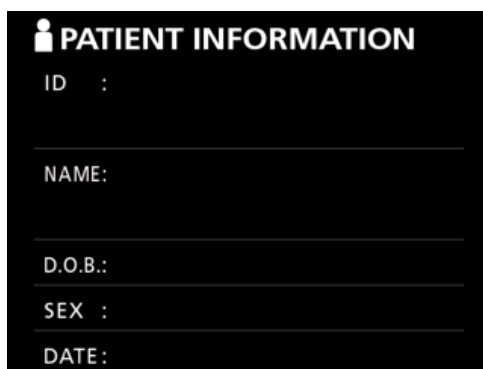 PATIENT INFORMATION
ID :
NAME:
D.O.B.:
SEX :
DATE: